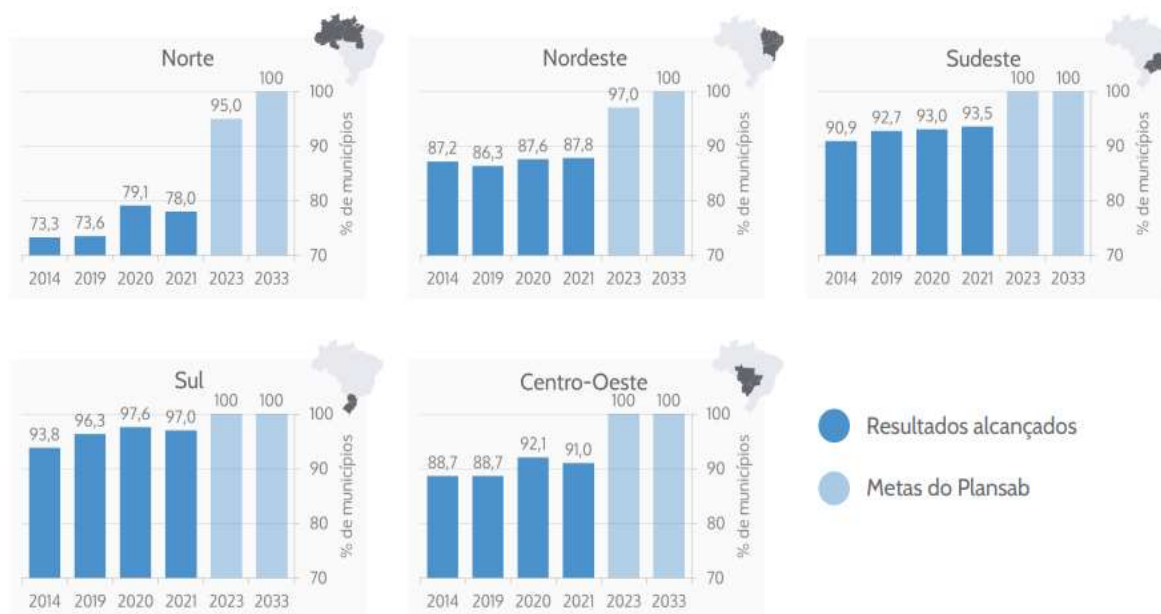 Norte
100
95,0
79,1
78,0
73,3
73,6
100
90
80
70
% de municípios
2014 2019 2020 2021 2023 2033
Nordeste
100
97,0
87,2
86,3
87,6
87,8
100
90
80
70
% de municípios
2014 2019 2020 2021 2023 2033
Sudeste
100 100
90,9
92,7
93,0
93,5
100
90
80
70
% de municípios
2014 2019 2020 2021 2023 2033
Sul
100 100
93,8
96,3
97,6
97,0
100
90
80
70
% de municípios
2014 2019 2020 2021 2023 2033
Centro-Oeste
100 100
88,7
88,7
92,1
91,0
100
90
80
70
% de municípios
2014 2019 2020 2021 2023 2033
Resultados alcançados
Metas do Plansab